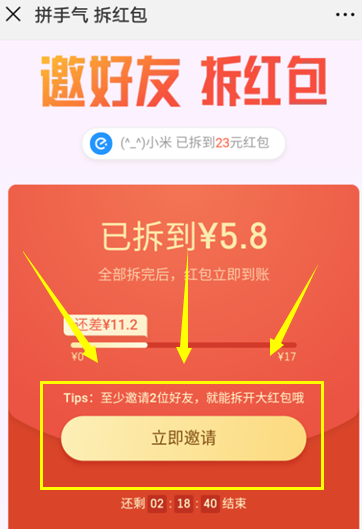 拼手气 拆红包
邀好友 拆红包
(^_^)小米 已拆到23元红包
已拆到¥5.8
全部拆完后，红包立即到账
还差¥11.2
¥0 ¥17
Tips：至少邀请2位好友，就能拆开大红包哦
立即邀请
还剩 02 : 18 : 40 结束